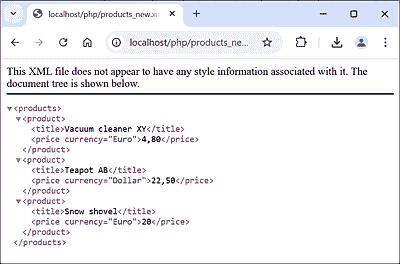 localhost/php/products_new.xm
localhost/php/products_ne...
This XML file does not appear to have any style information associated with it. The
document tree is shown below.
<products>
<product>
<title>Vacuum cleaner XY</title>
<price currency="Euro">4,80</price>
</product>
<product>
<title>Teapot AB</title>
<price currency="Dollar">22,50</price>
</product>
<product>
<title>Snow shovel</title>
<price currency="Euro">20</price>
</product>
</products>